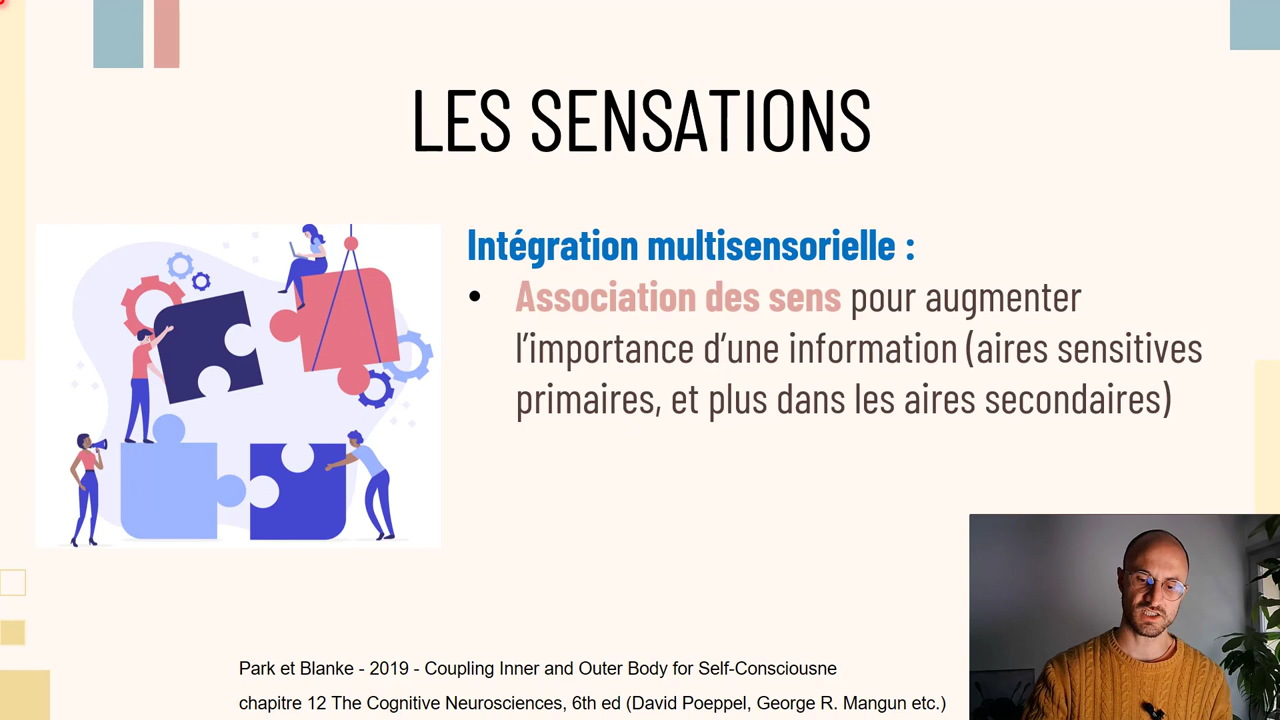 LES SENSATIONS
Intégration multisensorielle :
• Association des sens pour augmenter
l'importance d'une information (aires sensitives
primaires, et plus dans les aires secondaires)
Park et Blanke - 2019 - Coupling Inner and Outer Body for Self-Consciousne
chapitre 12 The Cognitive Neurosciences, 6th ed (David Poeppel, George R. Mangun etc.)